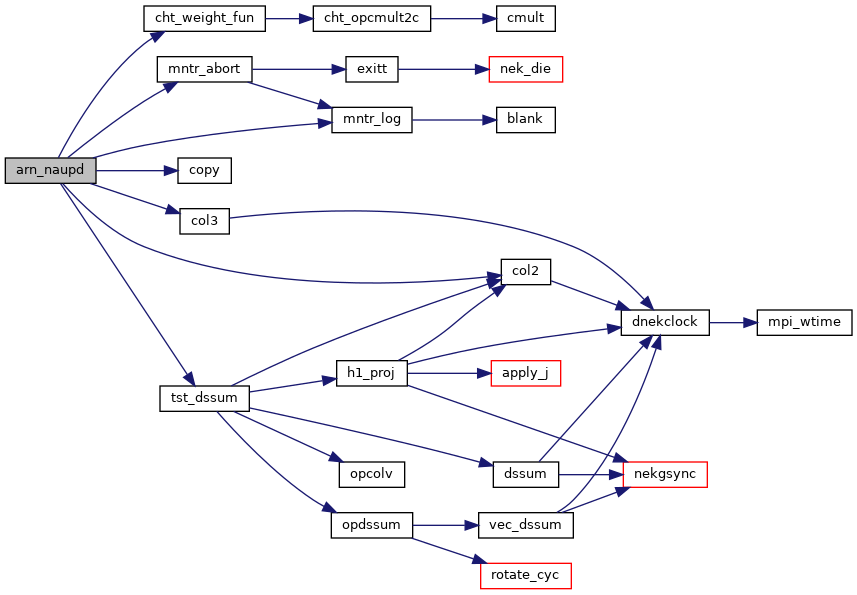 cht_weight_fun
cht_opcmult2c
cmult
mntr_abort
exitt
nek_die
mntr_log
blank
arn_naupd
copy
col3
col2
dnekclock
mpi_wtime
h1_proj
apply_j
tst_dssum
opcolv
dssum
nekgsync
opdssum
vec_dssum
rotate_cyc